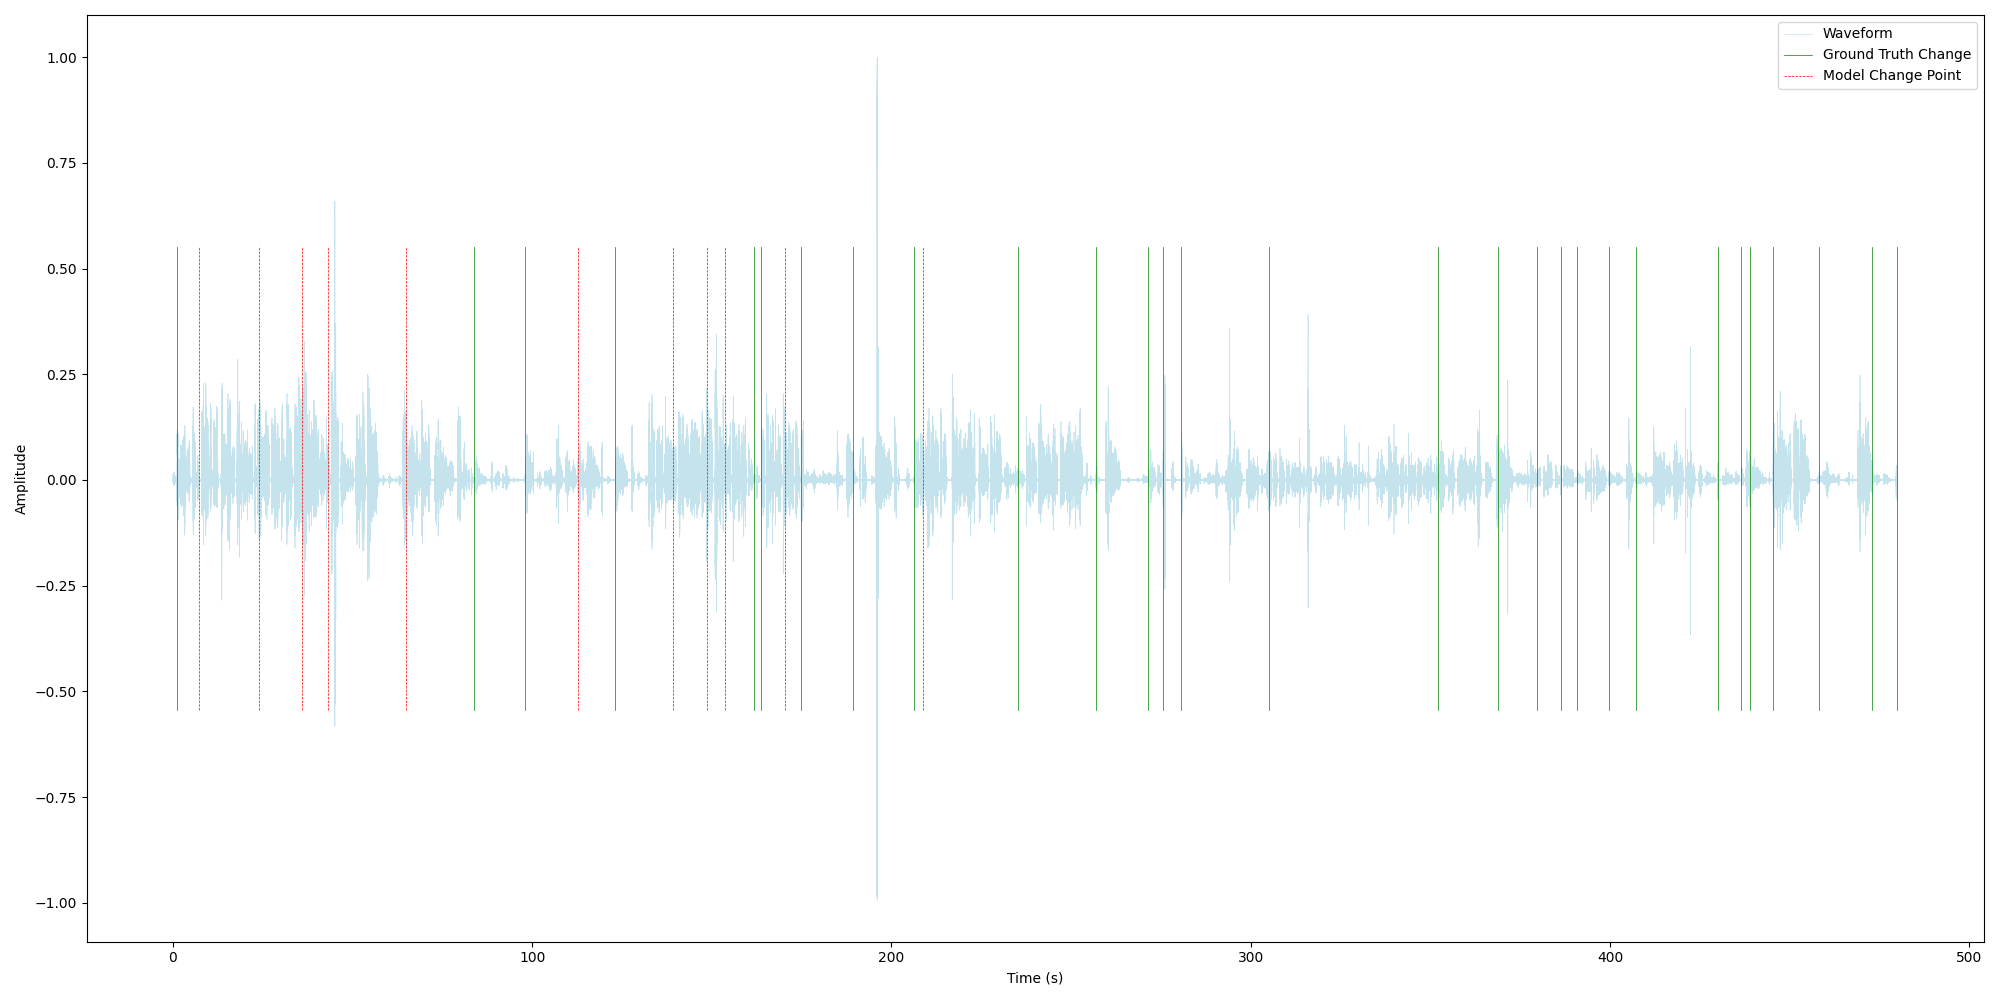 Waveform
Ground Truth Change
Model Change Point
1.00
0.75
0.50
0.25
0.00
−0.25
−0.50
−0.75
−1.00
Amplitude
0 100 200 300 400 500
Time (s)